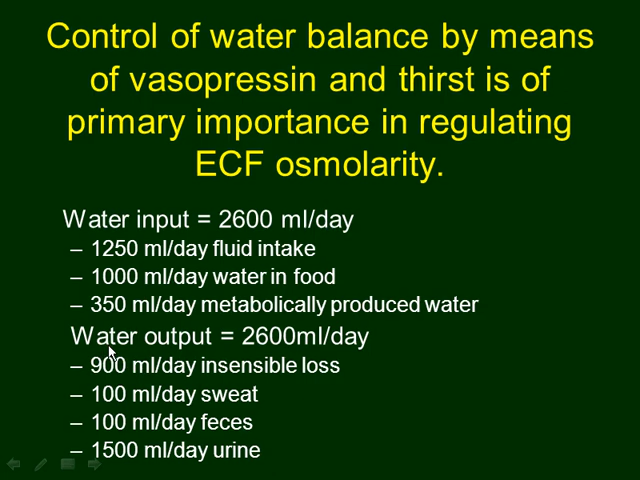 Control of water balance by means
of vasopressin and thirst is of
primary importance in regulating
ECF osmolarity.
Water input = 2600 ml/day
– 1250 ml/day fluid intake
– 1000 ml/day water in food
– 350 ml/day metabolically produced water
Water output = 2600ml/day
– 900 ml/day insensible loss
– 100 ml/day sweat
– 100 ml/day feces
– 1500 ml/day urine